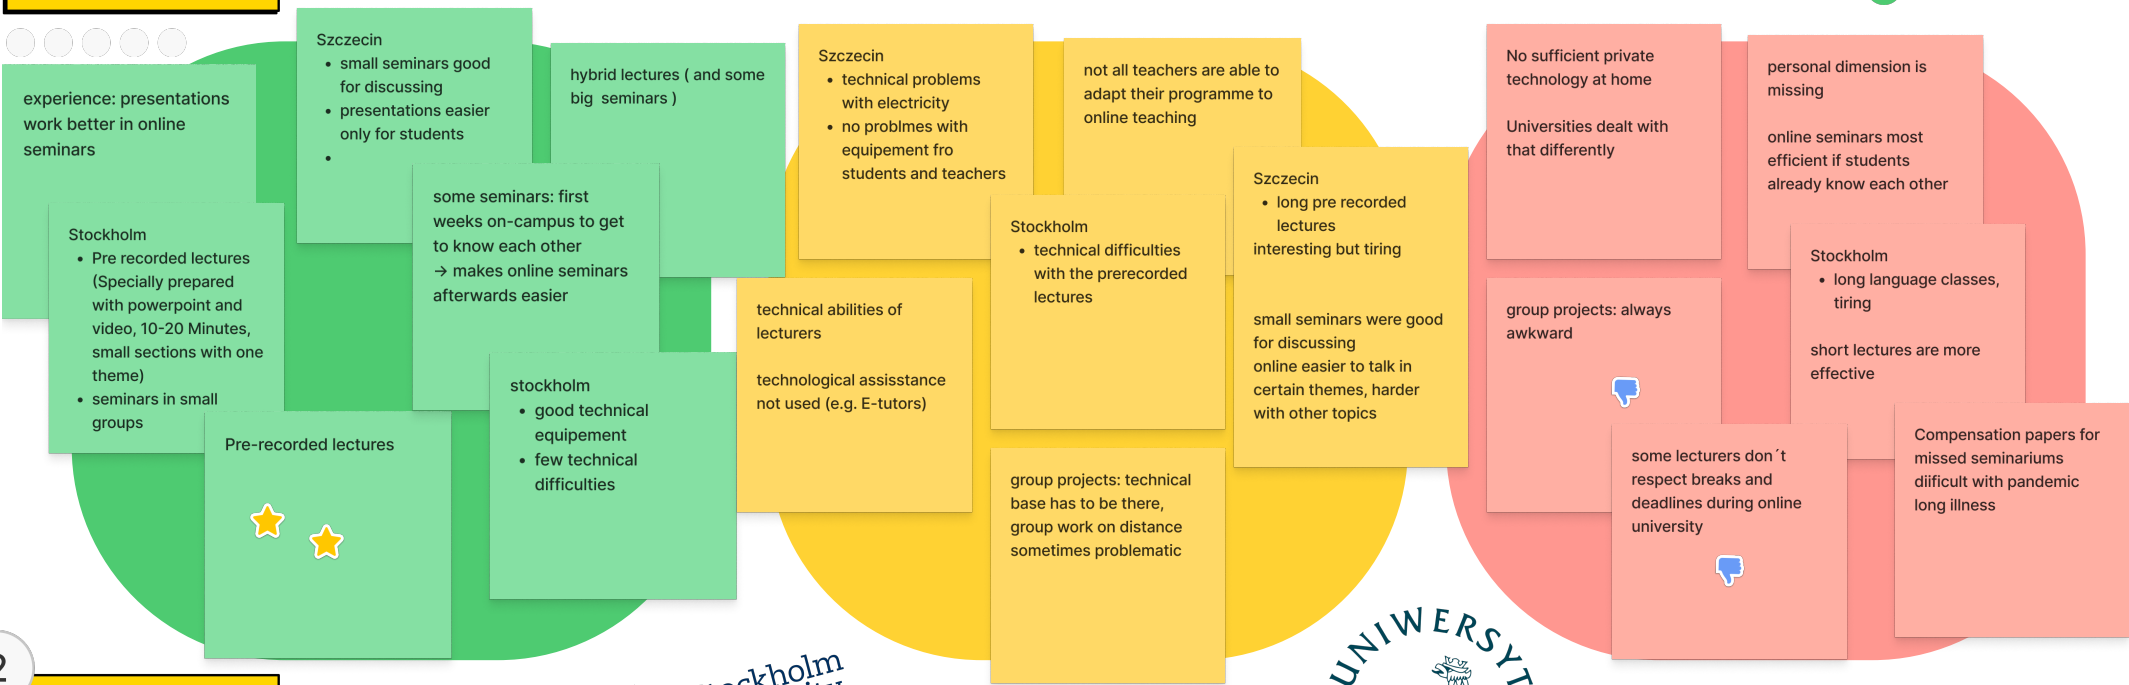 experience: presentations
work better in online
seminars
Szczecin
• small seminars good
for discussing
• presentations easier
only for students
•
hybrid lectures ( and some
big seminars )
Stockholm
• Pre recorded lectures
(Specially prepared
with powerpoint and
video, 10-20 Minutes,
small sections with one
theme)
• seminars in small
groups
some seminars: first
weeks on-campus to get
to know each other
→ makes online seminars
afterwards easier
Pre-recorded lectures
stockholm
• good technical
equipement
• few technical
difficulties
Szczecin
• technical problems
with electricity
• no problmes with
equipement fro
students and teachers
not all teachers are able to
adapt their programme to
online teaching
Stockholm
• technical difficulties
with the prerecorded
lectures
Szczecin
• long pre recorded
lectures
interesting but tiring
small seminars were good
for discussing
online easier to talk in
certain themes, harder
with other topics
technical abilities of
lecturers
technological assisstance
not used (e.g. E-tutors)
group projects: technical
base has to be there,
group work on distance
sometimes problematic
No sufficient private
technology at home
Universities dealt with
that differently
personal dimension is
missing
online seminars most
efficient if students
already know each other
Stockholm
• long language classes,
tiring
short lectures are more
effective
group projects: always
awkward
some lecturers don´t
respect breaks and
deadlines during online
university
Compensation papers for
missed seminariums
diificult with pandemic
long illness
2
ockholm
UNIWERSYT